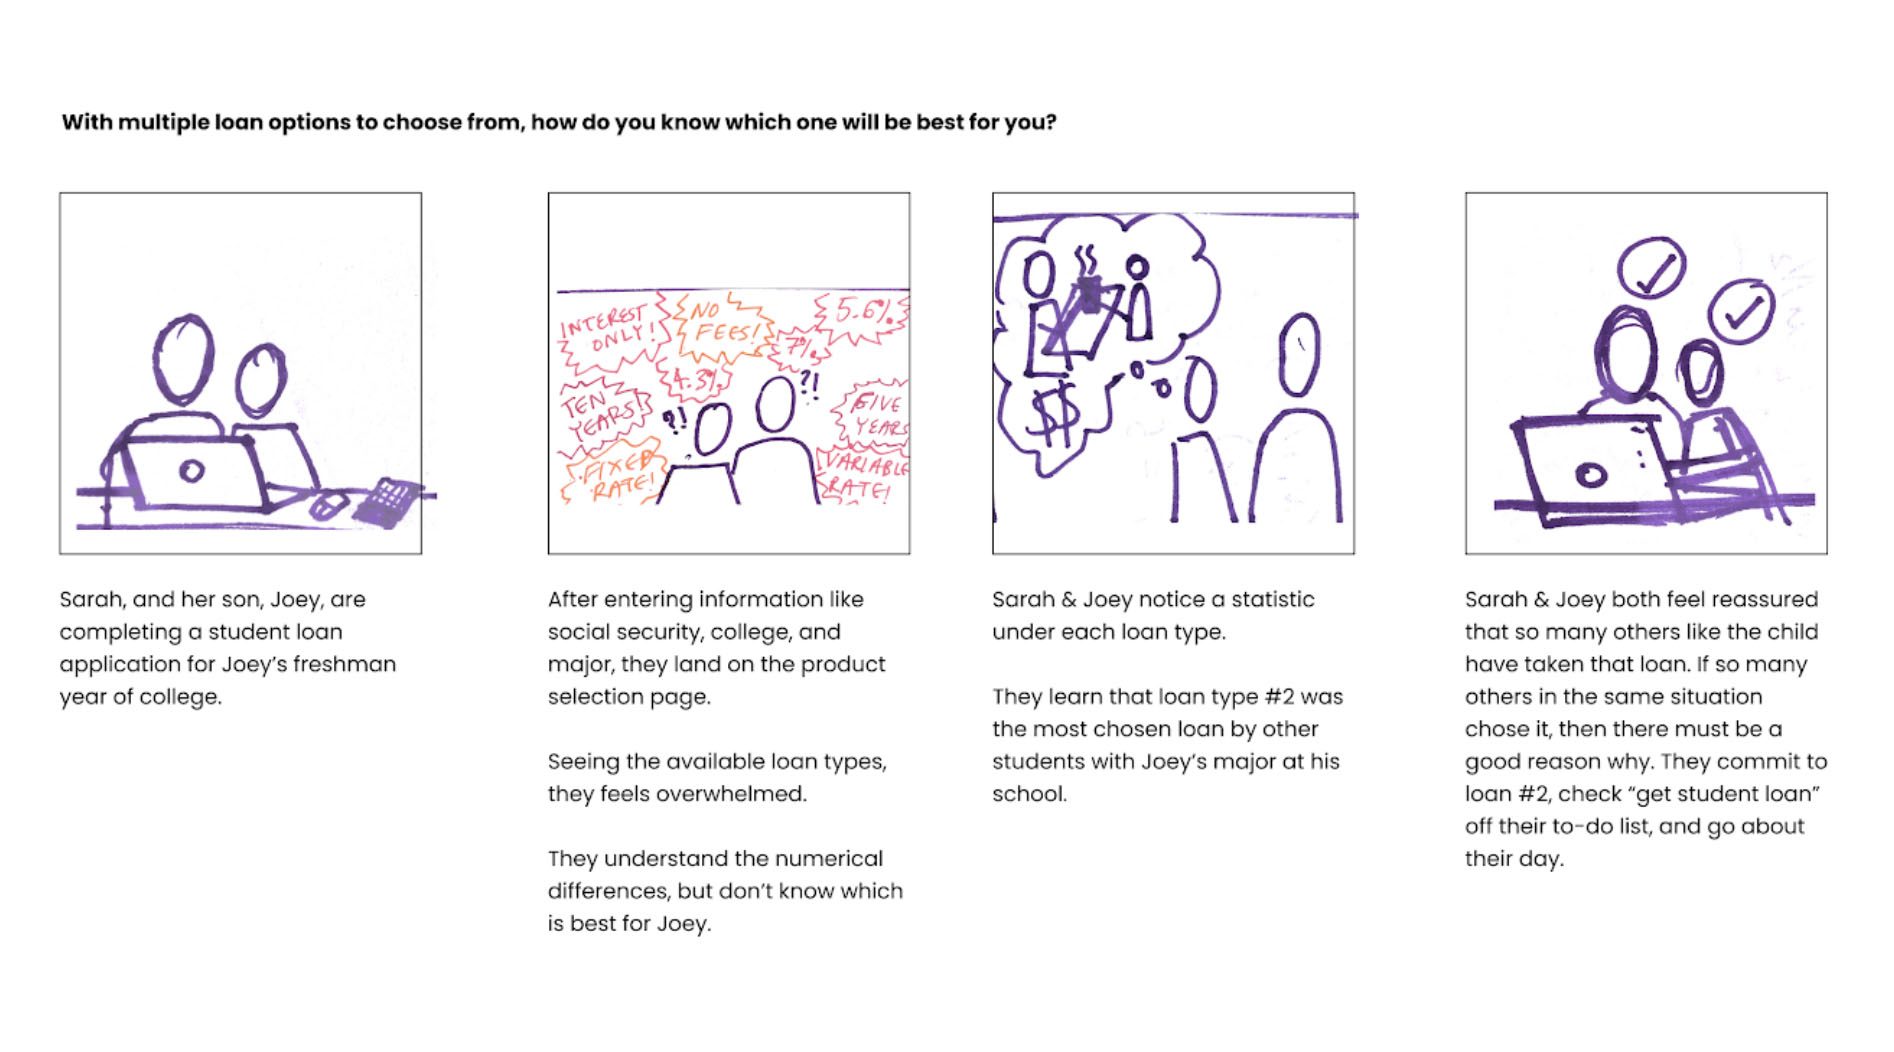 With multiple loan options to choose from, how do you know which one will be best for you?
INTEREST
ONLY!
NO
FEES!
5.6%
7%
4.3%
TEN
YEARS!
?!
?!
FIVE
YEARS
FIXED
RATE!
VARIABLE
RATE!
$$
Sarah, and her son, Joey, are
completing a student loan
application for Joey's freshman
year of college.
After entering information like
social security, college, and
major, they land on the product
selection page.
Seeing the available loan types,
they feels overwhelmed.
They understand the numerical
differences, but don't know which
is best for Joey.
Sarah & Joey notice a statistic
under each loan type.
They learn that loan type #2 was
the most chosen loan by other
students with Joey's major at his
school.
Sarah & Joey both feel reassured
that so many others like the child
have taken that loan. If so many
others in the same situation
chose it, then there must be a
good reason why. They commit to
loan #2, check “get student loan”
off their to-do list, and go about
their day.